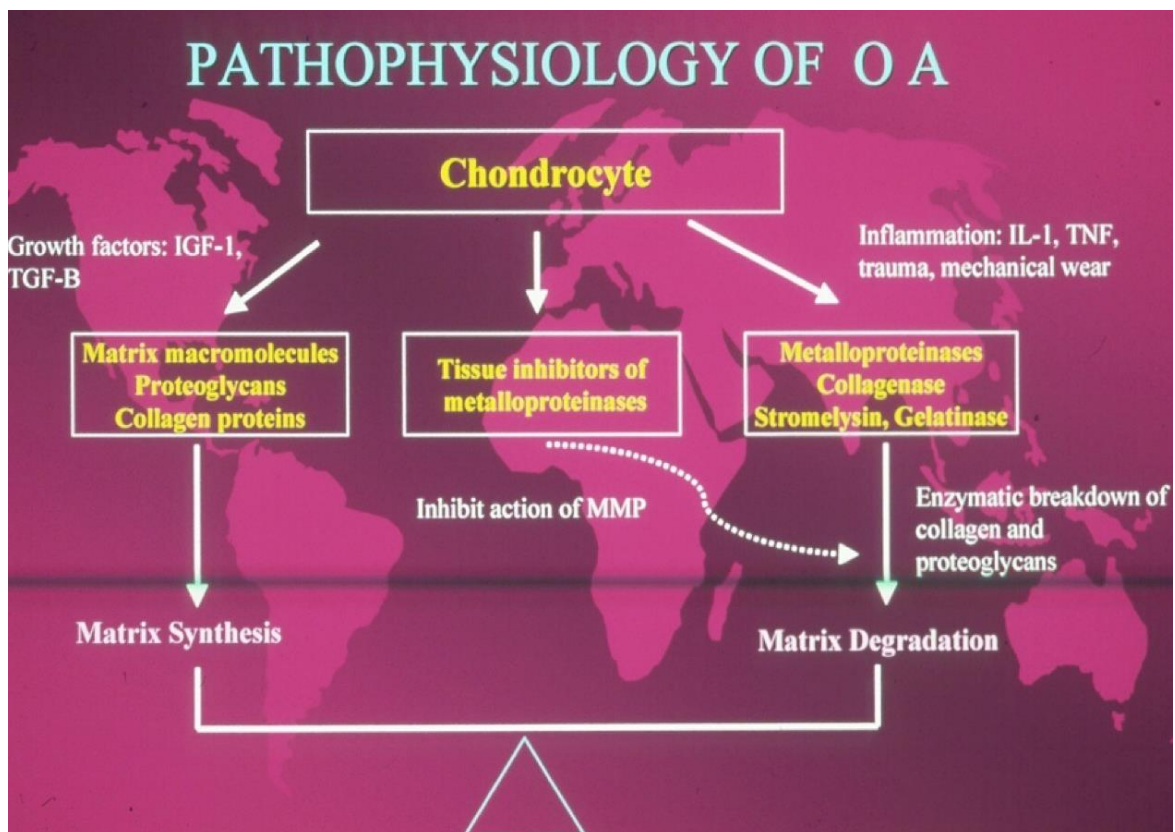 PATHOPHYSIOLOGY OF O A
Chondrocyte
Growth factors: IGF-1,
TGF-B
Inflammation: IL-1, TNF,
trauma, mechanical wear
Matrix macromolecules
Proteoglycans
Collagen proteins
Tissue inhibitors of
metalloproteinases
Metalloproteinases
Collagenase
Stromelysin, Gelatinase
Inhibit action of MMP
Enzymatic breakdown of
collagen and
proteoglycans
Matrix Synthesis
Matrix Degradation